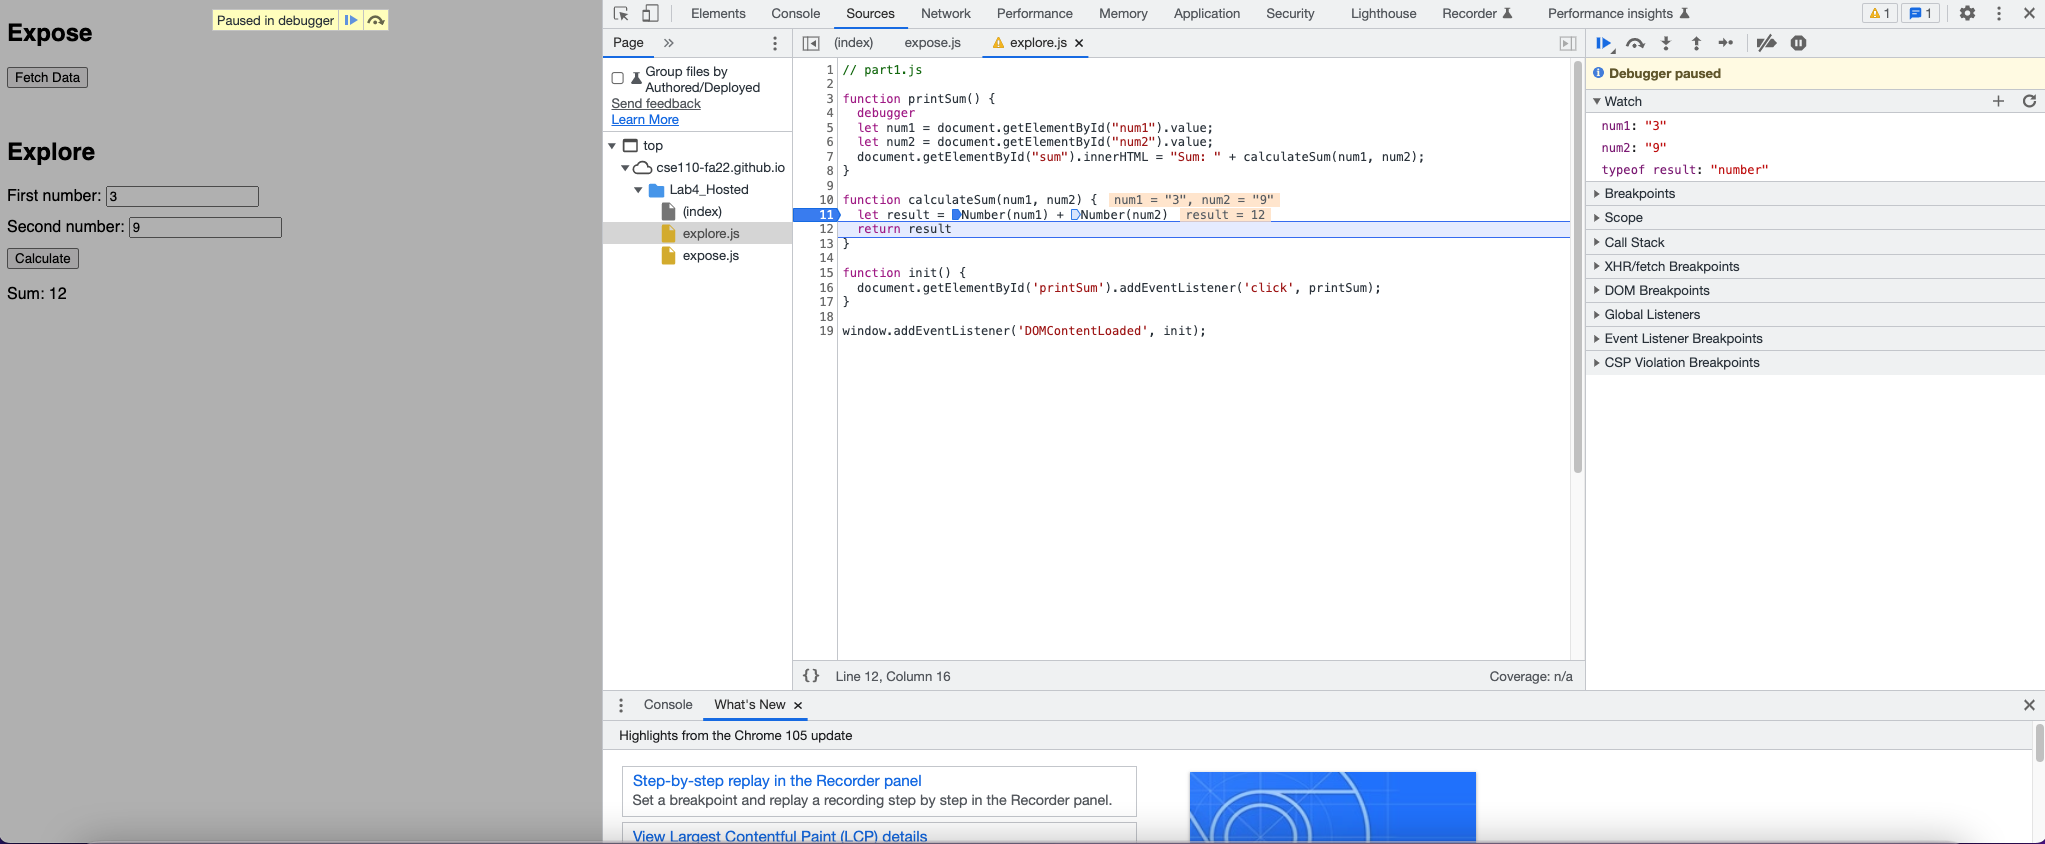 Paused in debugger
Expose
Fetch Data
Explore
First number: 3
Second number: 9
Calculate
Sum: 12
Elements Console Sources Network Performance Memory Application Security Lighthouse Recorder Performance insights 1 1
Page »
(index) expose.js explore.js ×
Group files by
Authored/Deployed
Send feedback
Learn More
top
cse110-fa22.github.io
Lab4_Hosted
(index)
explore.js
expose.js
1 // part1.js
2
3 function printSum() {
4   debugger
5   let num1 = document.getElementById("num1").value;
6   let num2 = document.getElementById("num2").value;
7   document.getElementById("sum").innerHTML = "Sum: " + calculateSum(num1, num2);
8 }
9
10 function calculateSum(num1, num2) { num1 = "3", num2 = "9"
11   let result = Number(num1) + Number(num2) result = 12
12   return result
13 }
14
15 function init() {
16   document.getElementById('printSum').addEventListener('click', printSum);
17 }
18
19 window.addEventListener('DOMContentLoaded', init);
{} Line 12, Column 16 Coverage: n/a
Debugger paused
Watch
num1: "3"
num2: "9"
typeof result: "number"
Breakpoints
Scope
Call Stack
XHR/fetch Breakpoints
DOM Breakpoints
Global Listeners
Event Listener Breakpoints
CSP Violation Breakpoints
Console What's New ×
Highlights from the Chrome 105 update
Step-by-step replay in the Recorder panel
Set a breakpoint and replay a recording step by step in the Recorder panel.
View Largest Contentful Paint (LCP) details